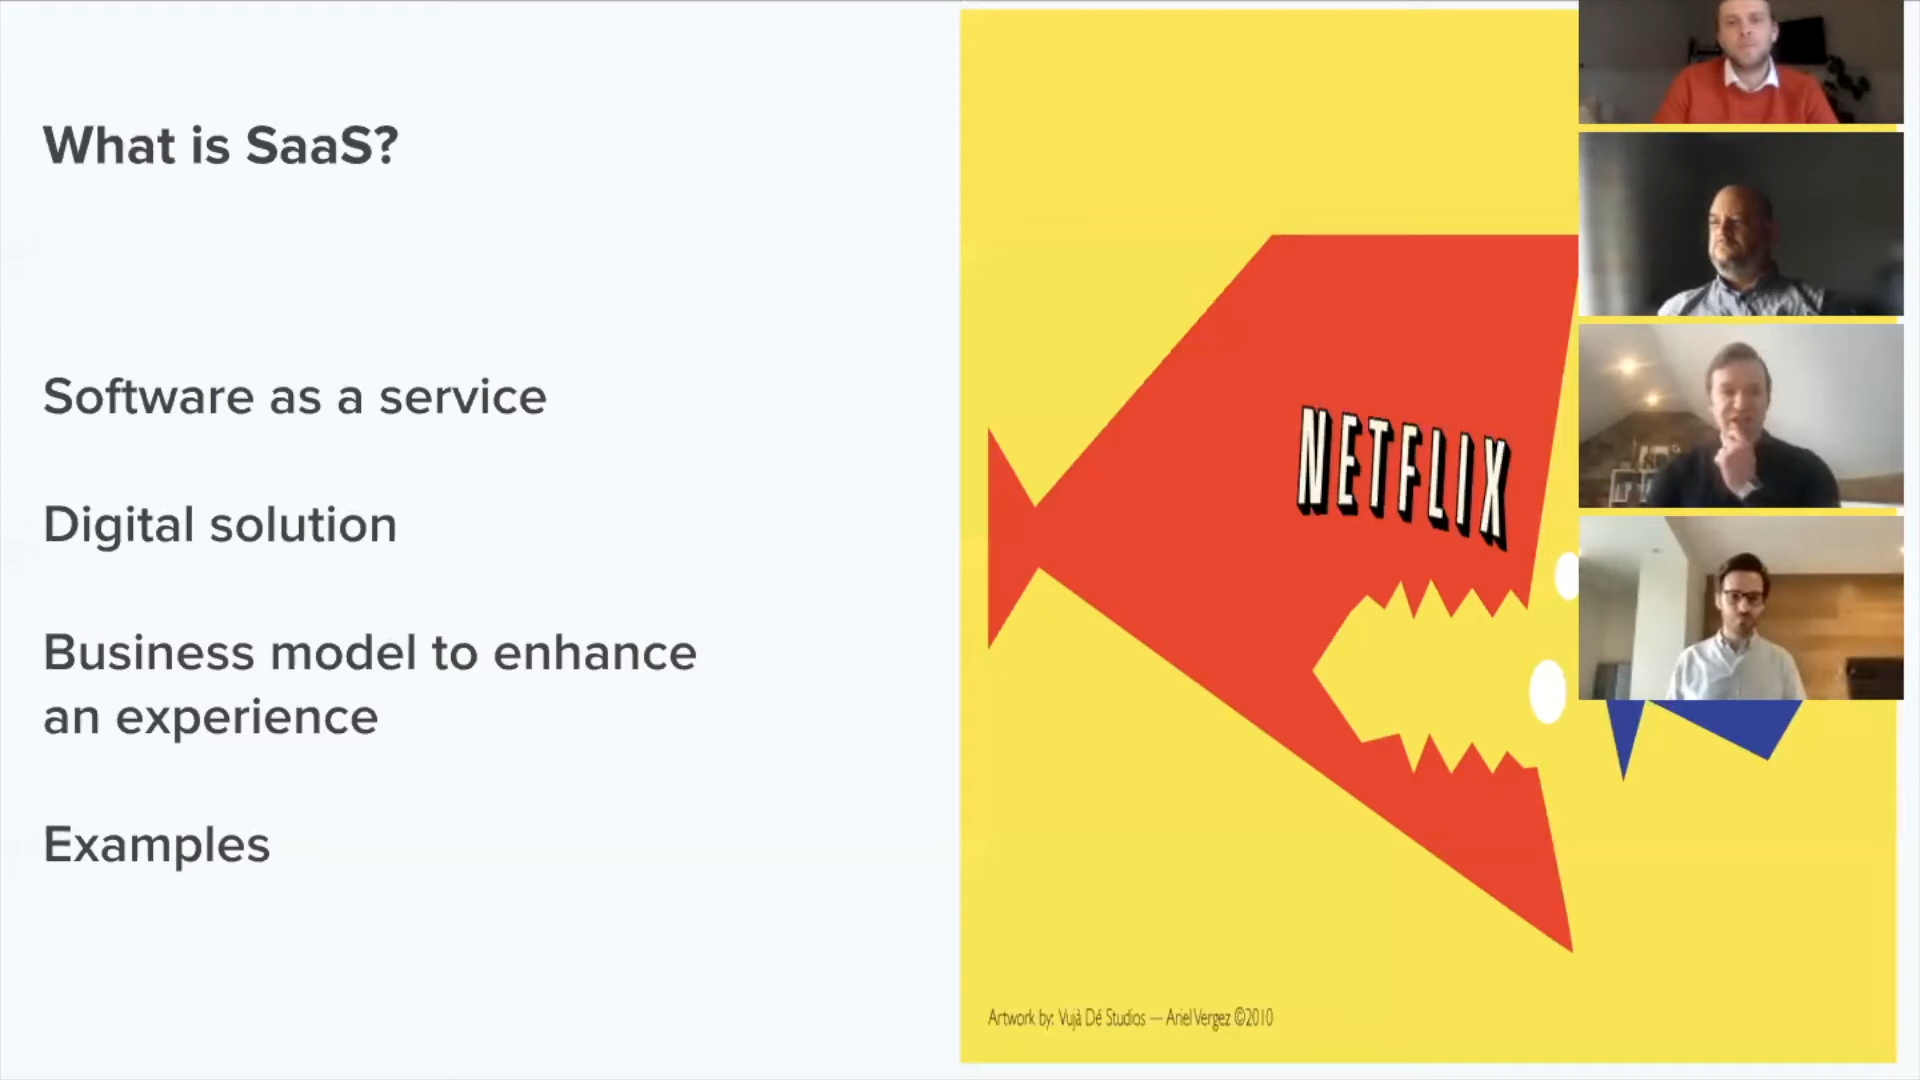 What is SaaS?
Software as a service
Digital solution
Business model to enhance
an experience
Examples
NETFLIX
Artwork by: Vujà Dé Studios — Ariel Vergez ©2010